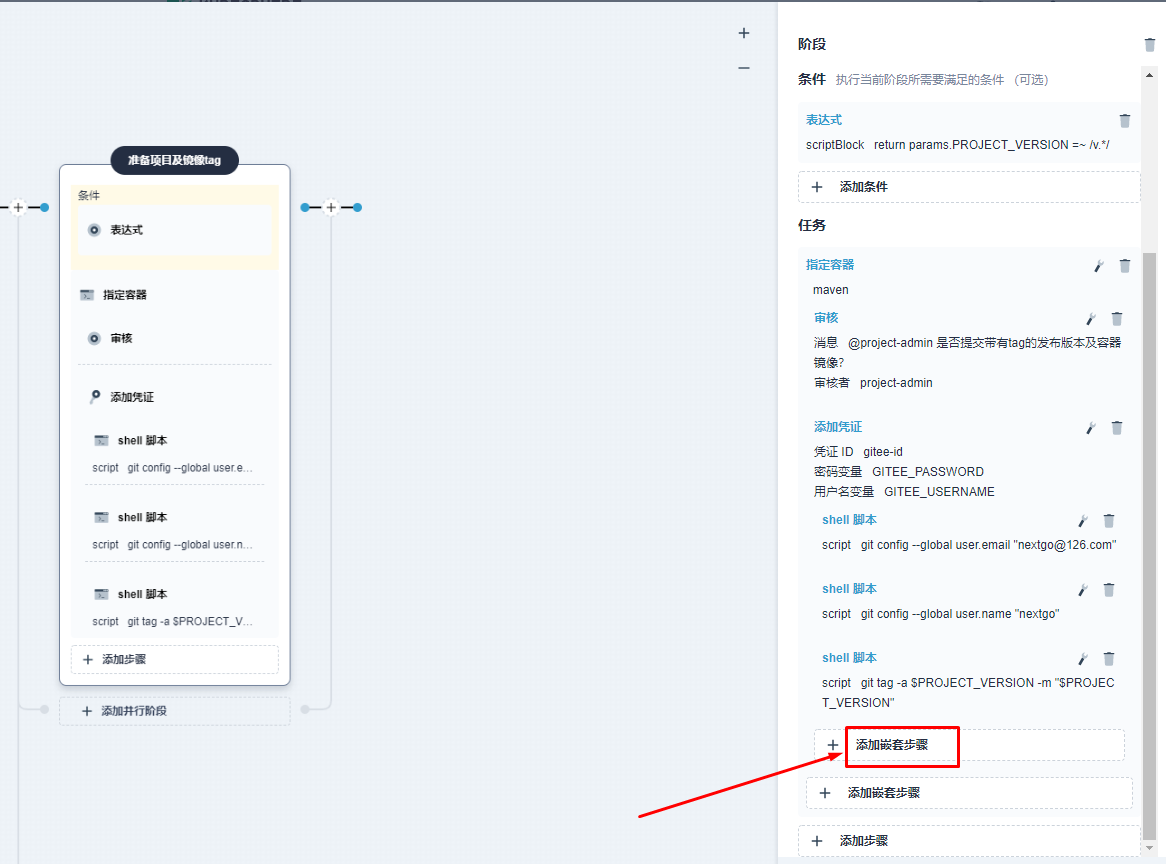 准备项目及镜像tag
条件
表达式
指定容器
审核
添加凭证
shell 脚本
script git config --global user.e...
shell 脚本
script git config --global user.n...
shell 脚本
script git tag -a $PROJECT_V...
添加步骤
添加并行阶段
阶段
条件 执行当前阶段所需要满足的条件 (可选)
表达式
scriptBlock return params.PROJECT_VERSION =~ /v.*/
添加条件
任务
指定容器
maven
审核
消息 @project-admin 是否提交带有tag的发布版本及容器
镜像?
审核者 project-admin
添加凭证
凭证 ID gitee-id
密码变量 GITEE_PASSWORD
用户名变量 GITEE_USERNAME
shell 脚本
script git config --global user.email "nextgo@126.com"
shell 脚本
script git config --global user.name "nextgo"
shell 脚本
script git tag -a $PROJECT_VERSION -m "$PROJEC
T_VERSION"
添加嵌套步骤
添加嵌套步骤
添加步骤